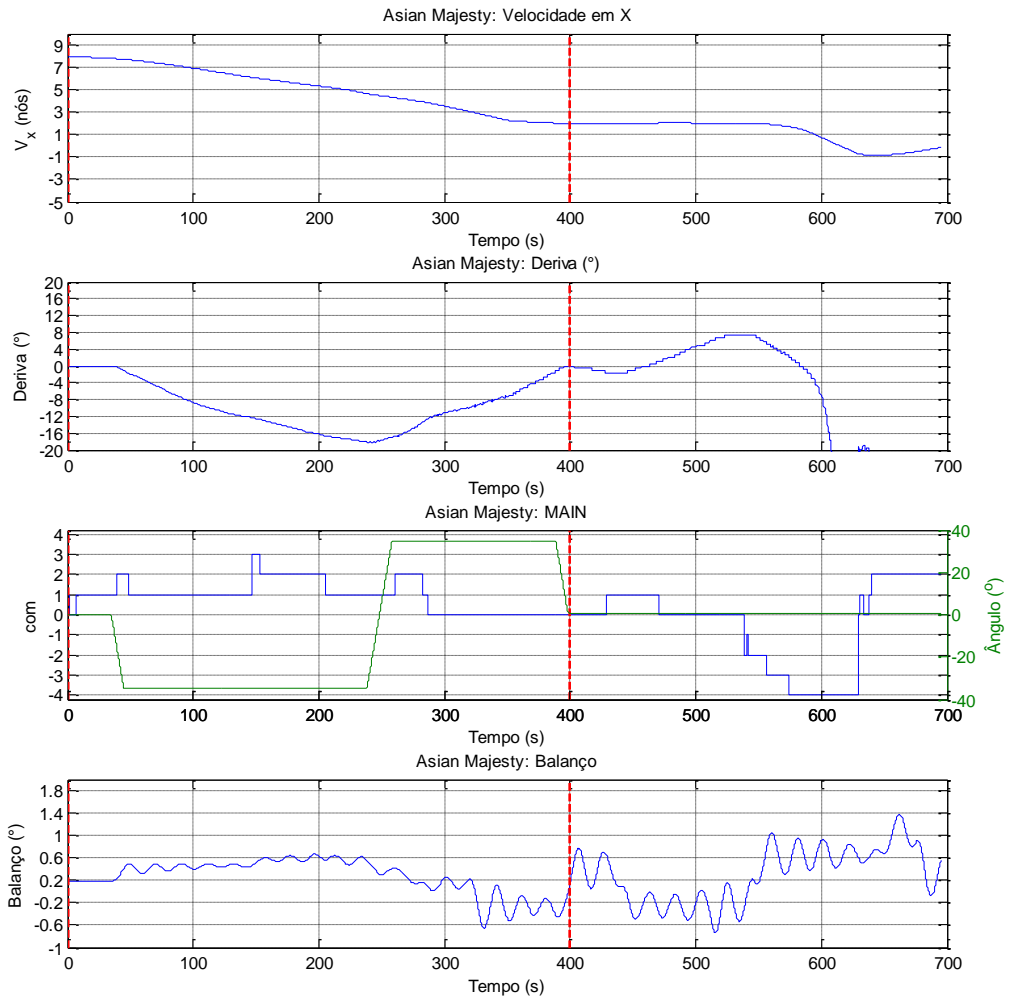 Asian Majesty: Velocidade em X
9
7
5
3
1
-1
-3
-5
V_x (nós)
0 100 200 300 400 500 600 700
Tempo (s)
Asian Majesty: Deriva (°)
20
16
12
8
4
0
-4
-8
-12
-16
-20
Deriva (º)
0 100 200 300 400 500 600 700
Tempo (s)
Asian Majesty: MAIN
4
3
2
1
0
-1
-2
-3
-4
com
40
20
0
-20
-40
Ângulo (º)
0 100 200 300 400 500 600 700
Tempo (s)
Asian Majesty: Balanço
1.8
1.4
1
0.6
0.2
-0.2
-0.6
-1
Balanço (°)
0 100 200 300 400 500 600 700
Tempo (s)